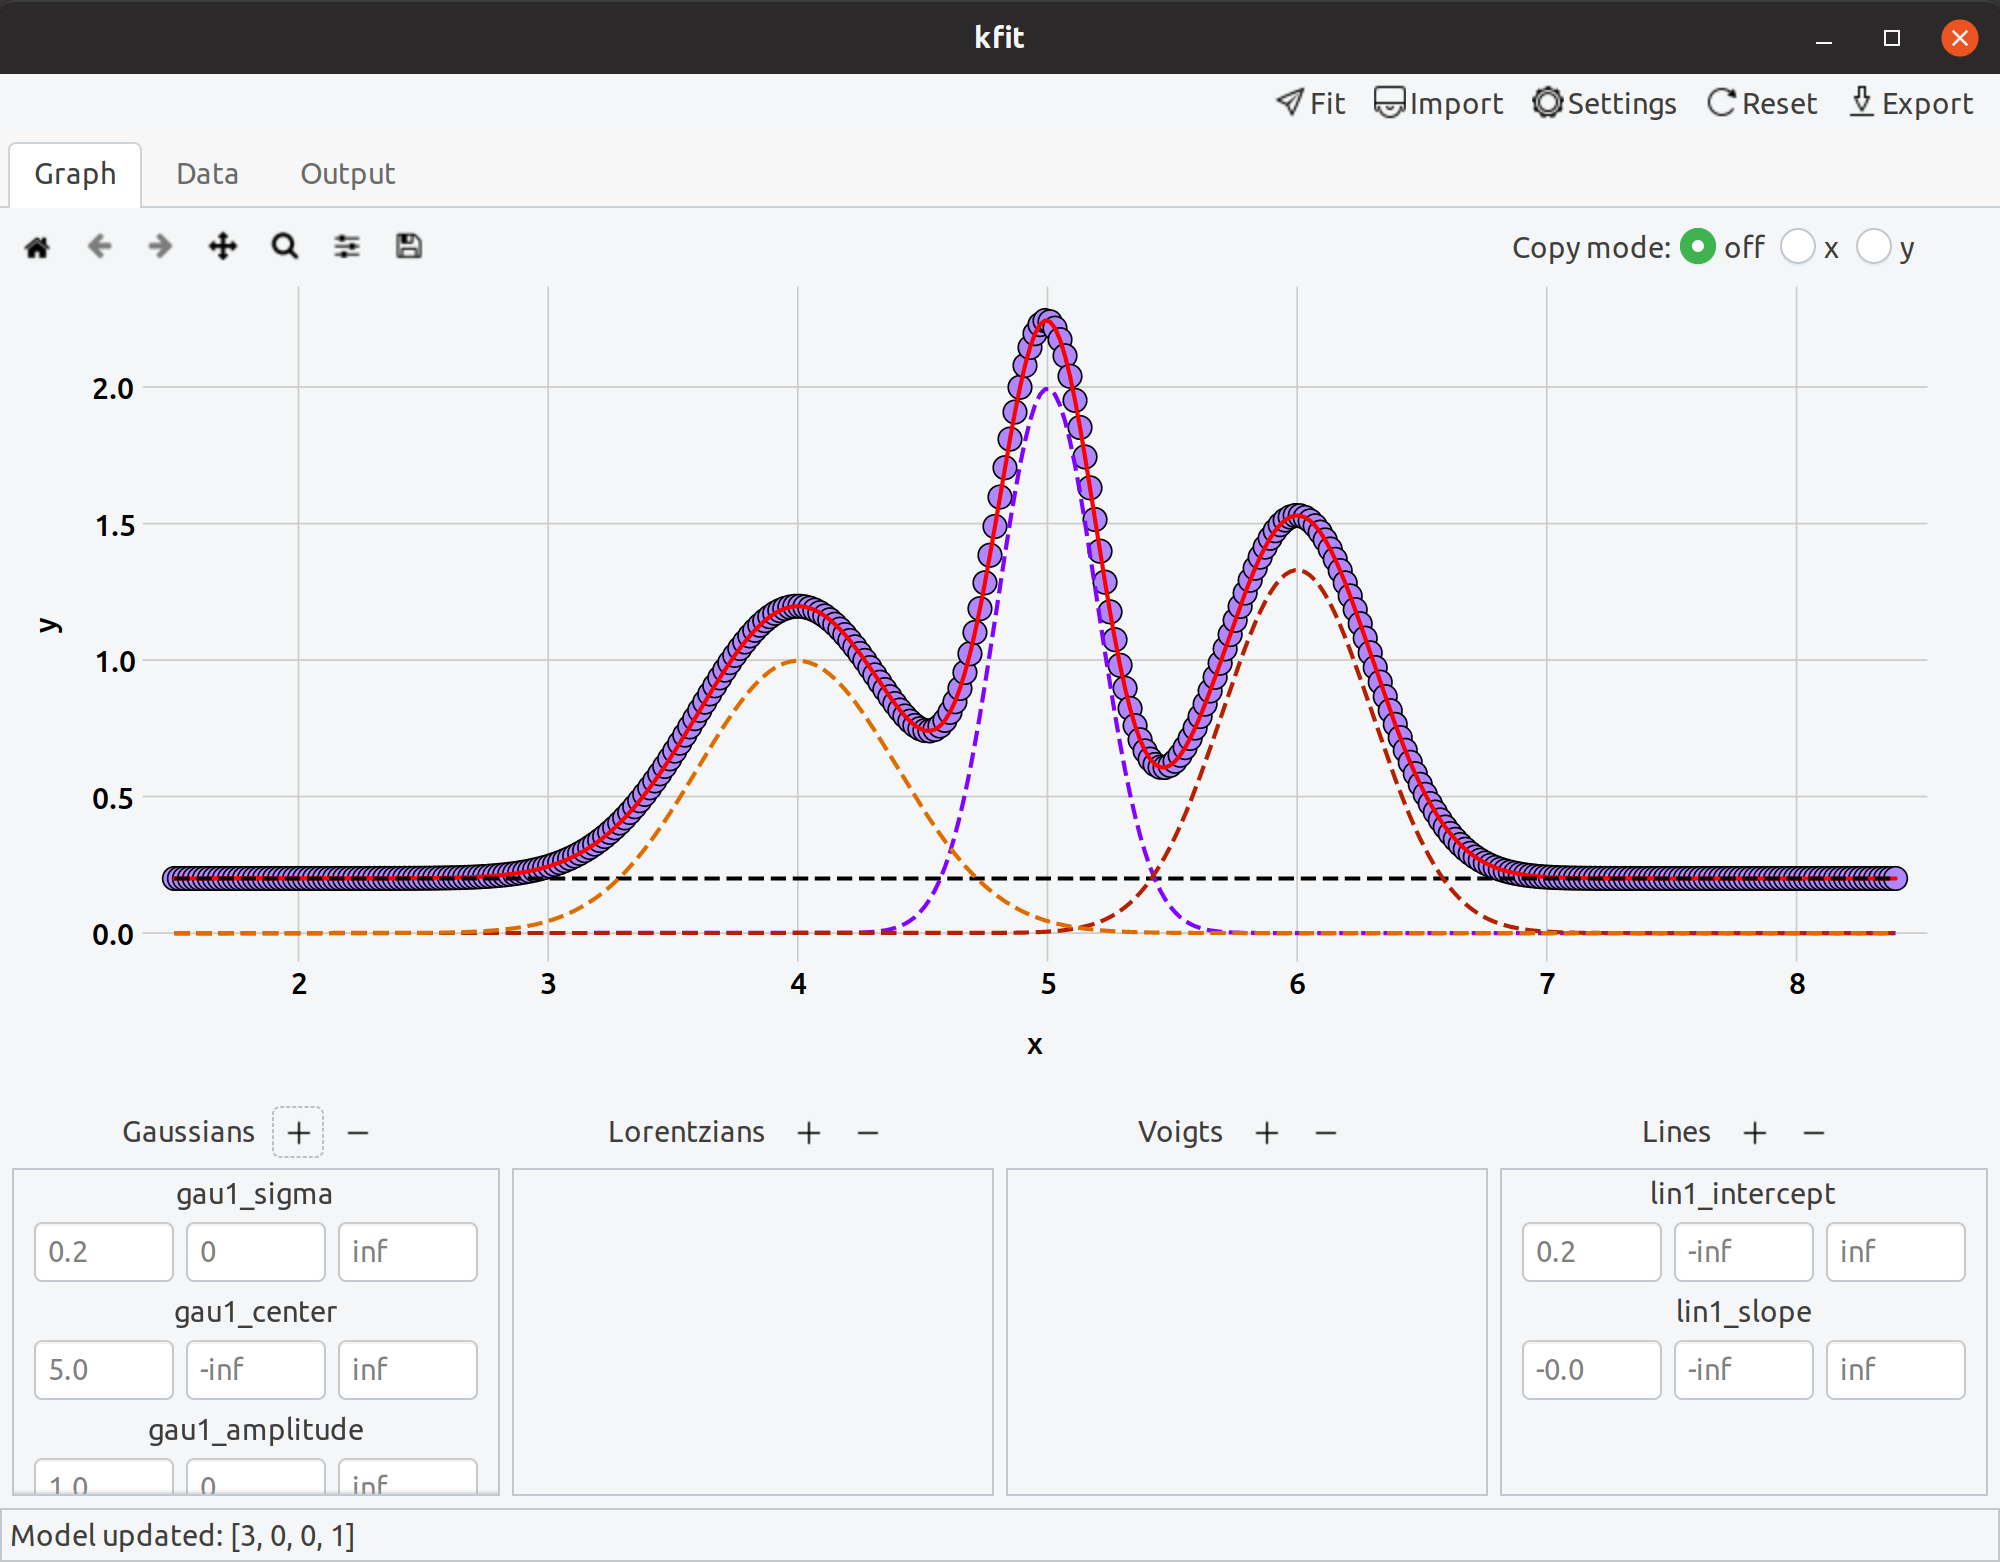 kfit
Fit Import Settings Reset Export
Graph Data Output
Copy mode: off x y
2.0
1.5
1.0
0.5
0.0
y
2 3 4 5 6 7 8
x
Gaussians + − Lorentzians + − Voigts + − Lines + −
gau1_sigma lin1_intercept
0.2 0 inf 0.2 -inf inf
gau1_center lin1_slope
5.0 -inf inf -0.0 -inf inf
gau1_amplitude
1.0 0 inf
Model updated: [3, 0, 0, 1]